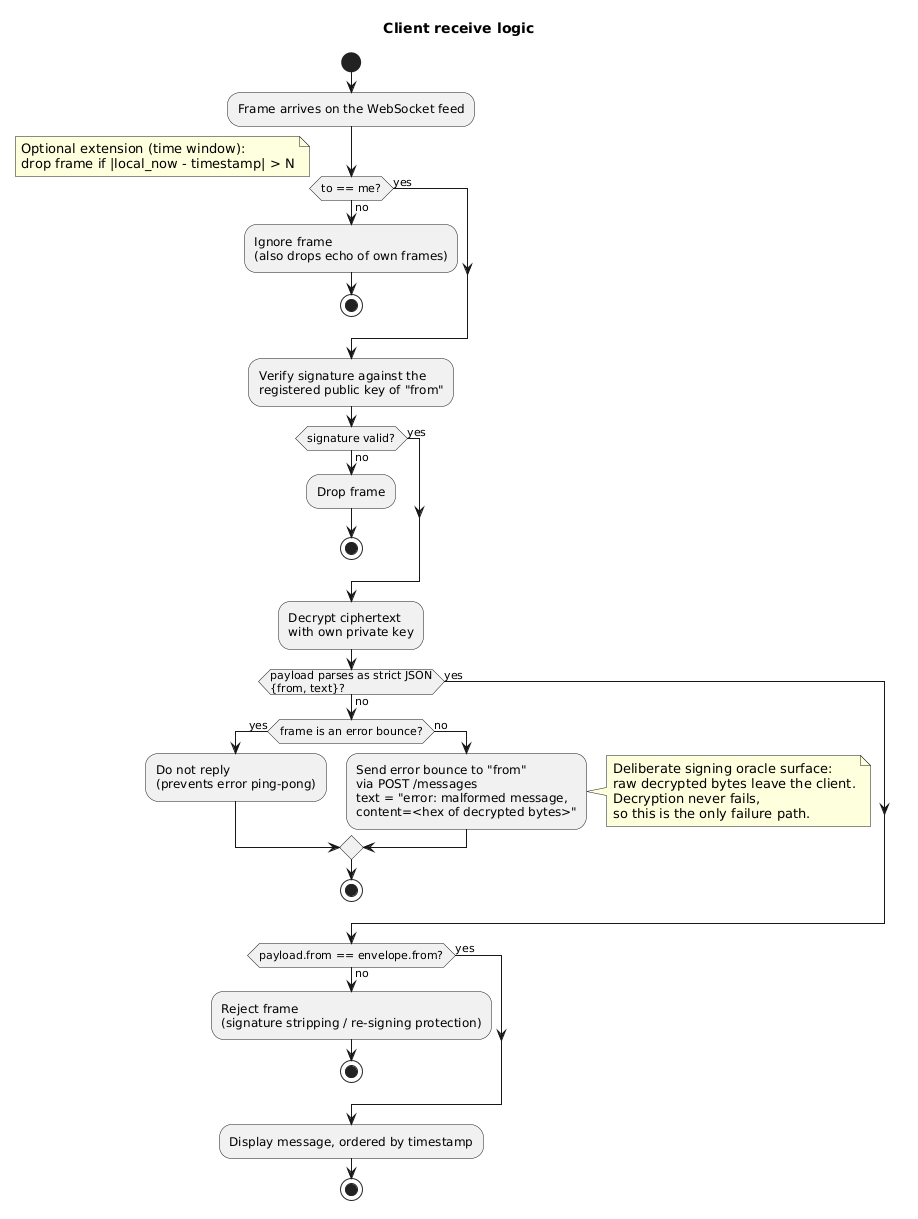 Client receive logic
Frame arrives on the WebSocket feed
Optional extension (time window):
drop frame if |local_now - timestamp| > N
to == me?
yes
no
Ignore frame
(also drops echo of own frames)
Verify signature against the
registered public key of "from"
signature valid?
yes
no
Drop frame
Decrypt ciphertext
with own private key
payload parses as strict JSON
{from, text}?
yes
no
yes
frame is an error bounce?
no
Do not reply
(prevents error ping-pong)
Send error bounce to "from"
via POST /messages
text = "error: malformed message,
content=<hex of decrypted bytes>"
Deliberate signing oracle surface:
raw decrypted bytes leave the client.
Decryption never fails,
so this is the only failure path.
payload.from == envelope.from?
yes
no
Reject frame
(signature stripping / re-signing protection)
Display message, ordered by timestamp